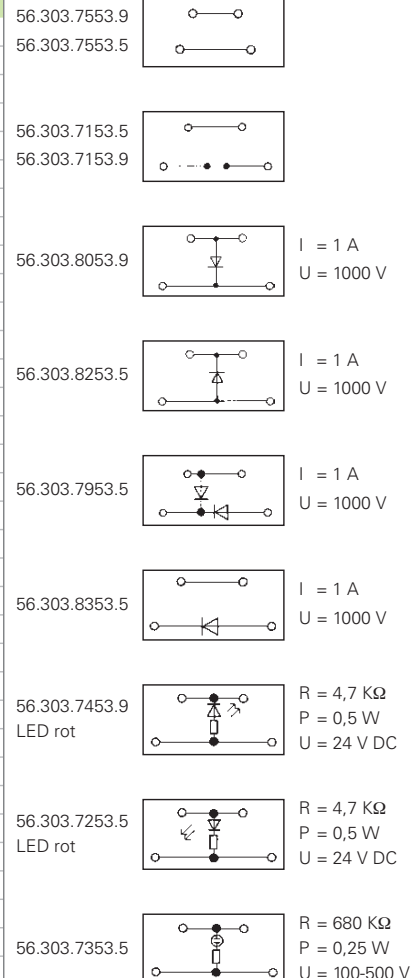 56.303.7553.9
56.303.7553.5
56.303.7153.5
56.303.7153.9
56.303.8053.9
I = 1 A
U = 1000 V
56.303.8253.5
I = 1 A
U = 1000 V
56.303.7953.5
I = 1 A
U = 1000 V
56.303.8353.5
I = 1 A
U = 1000 V
56.303.7453.9
LED rot
R = 4,7 KΩ
P = 0,5 W
U = 24 V DC
56.303.7253.5
LED rot
R = 4,7 KΩ
P = 0,5 W
U = 24 V DC
56.303.7353.5
R = 680 KΩ
P = 0,25 W
U = 100-500 V